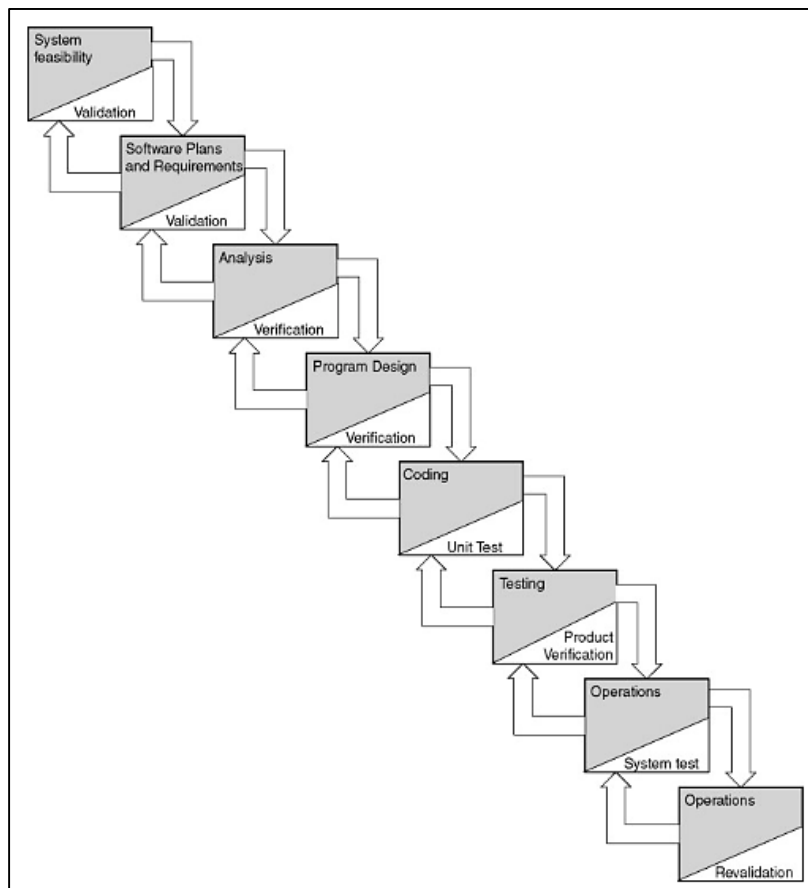 System
feasibility
Validation
Software Plans
and Requirements
Validation
Analysis
Verification
Program Design
Verification
Coding
Unit Test
Testing
Product
Verification
Operations
System test
Operations
Revalidation